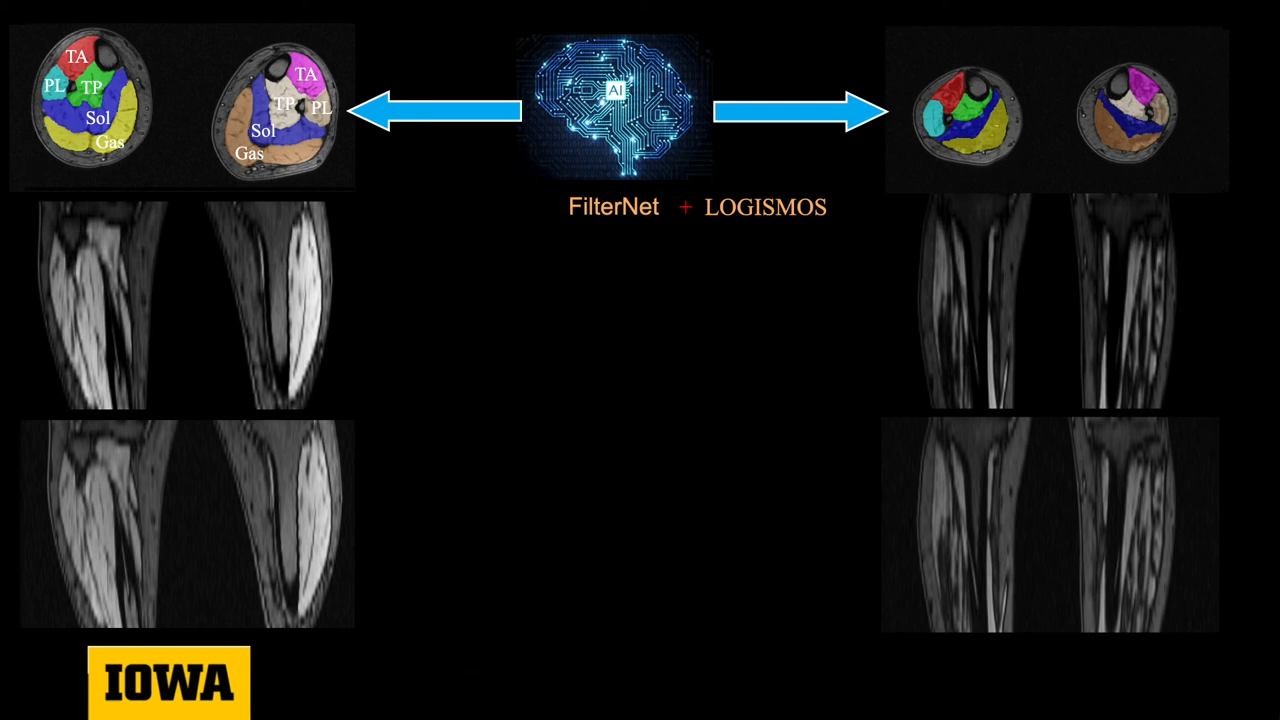 TA
PL
TP
Sol
Gas
TA
TP
PL
Sol
Gas
AI
FilterNet + LOGISMOS
IOWA